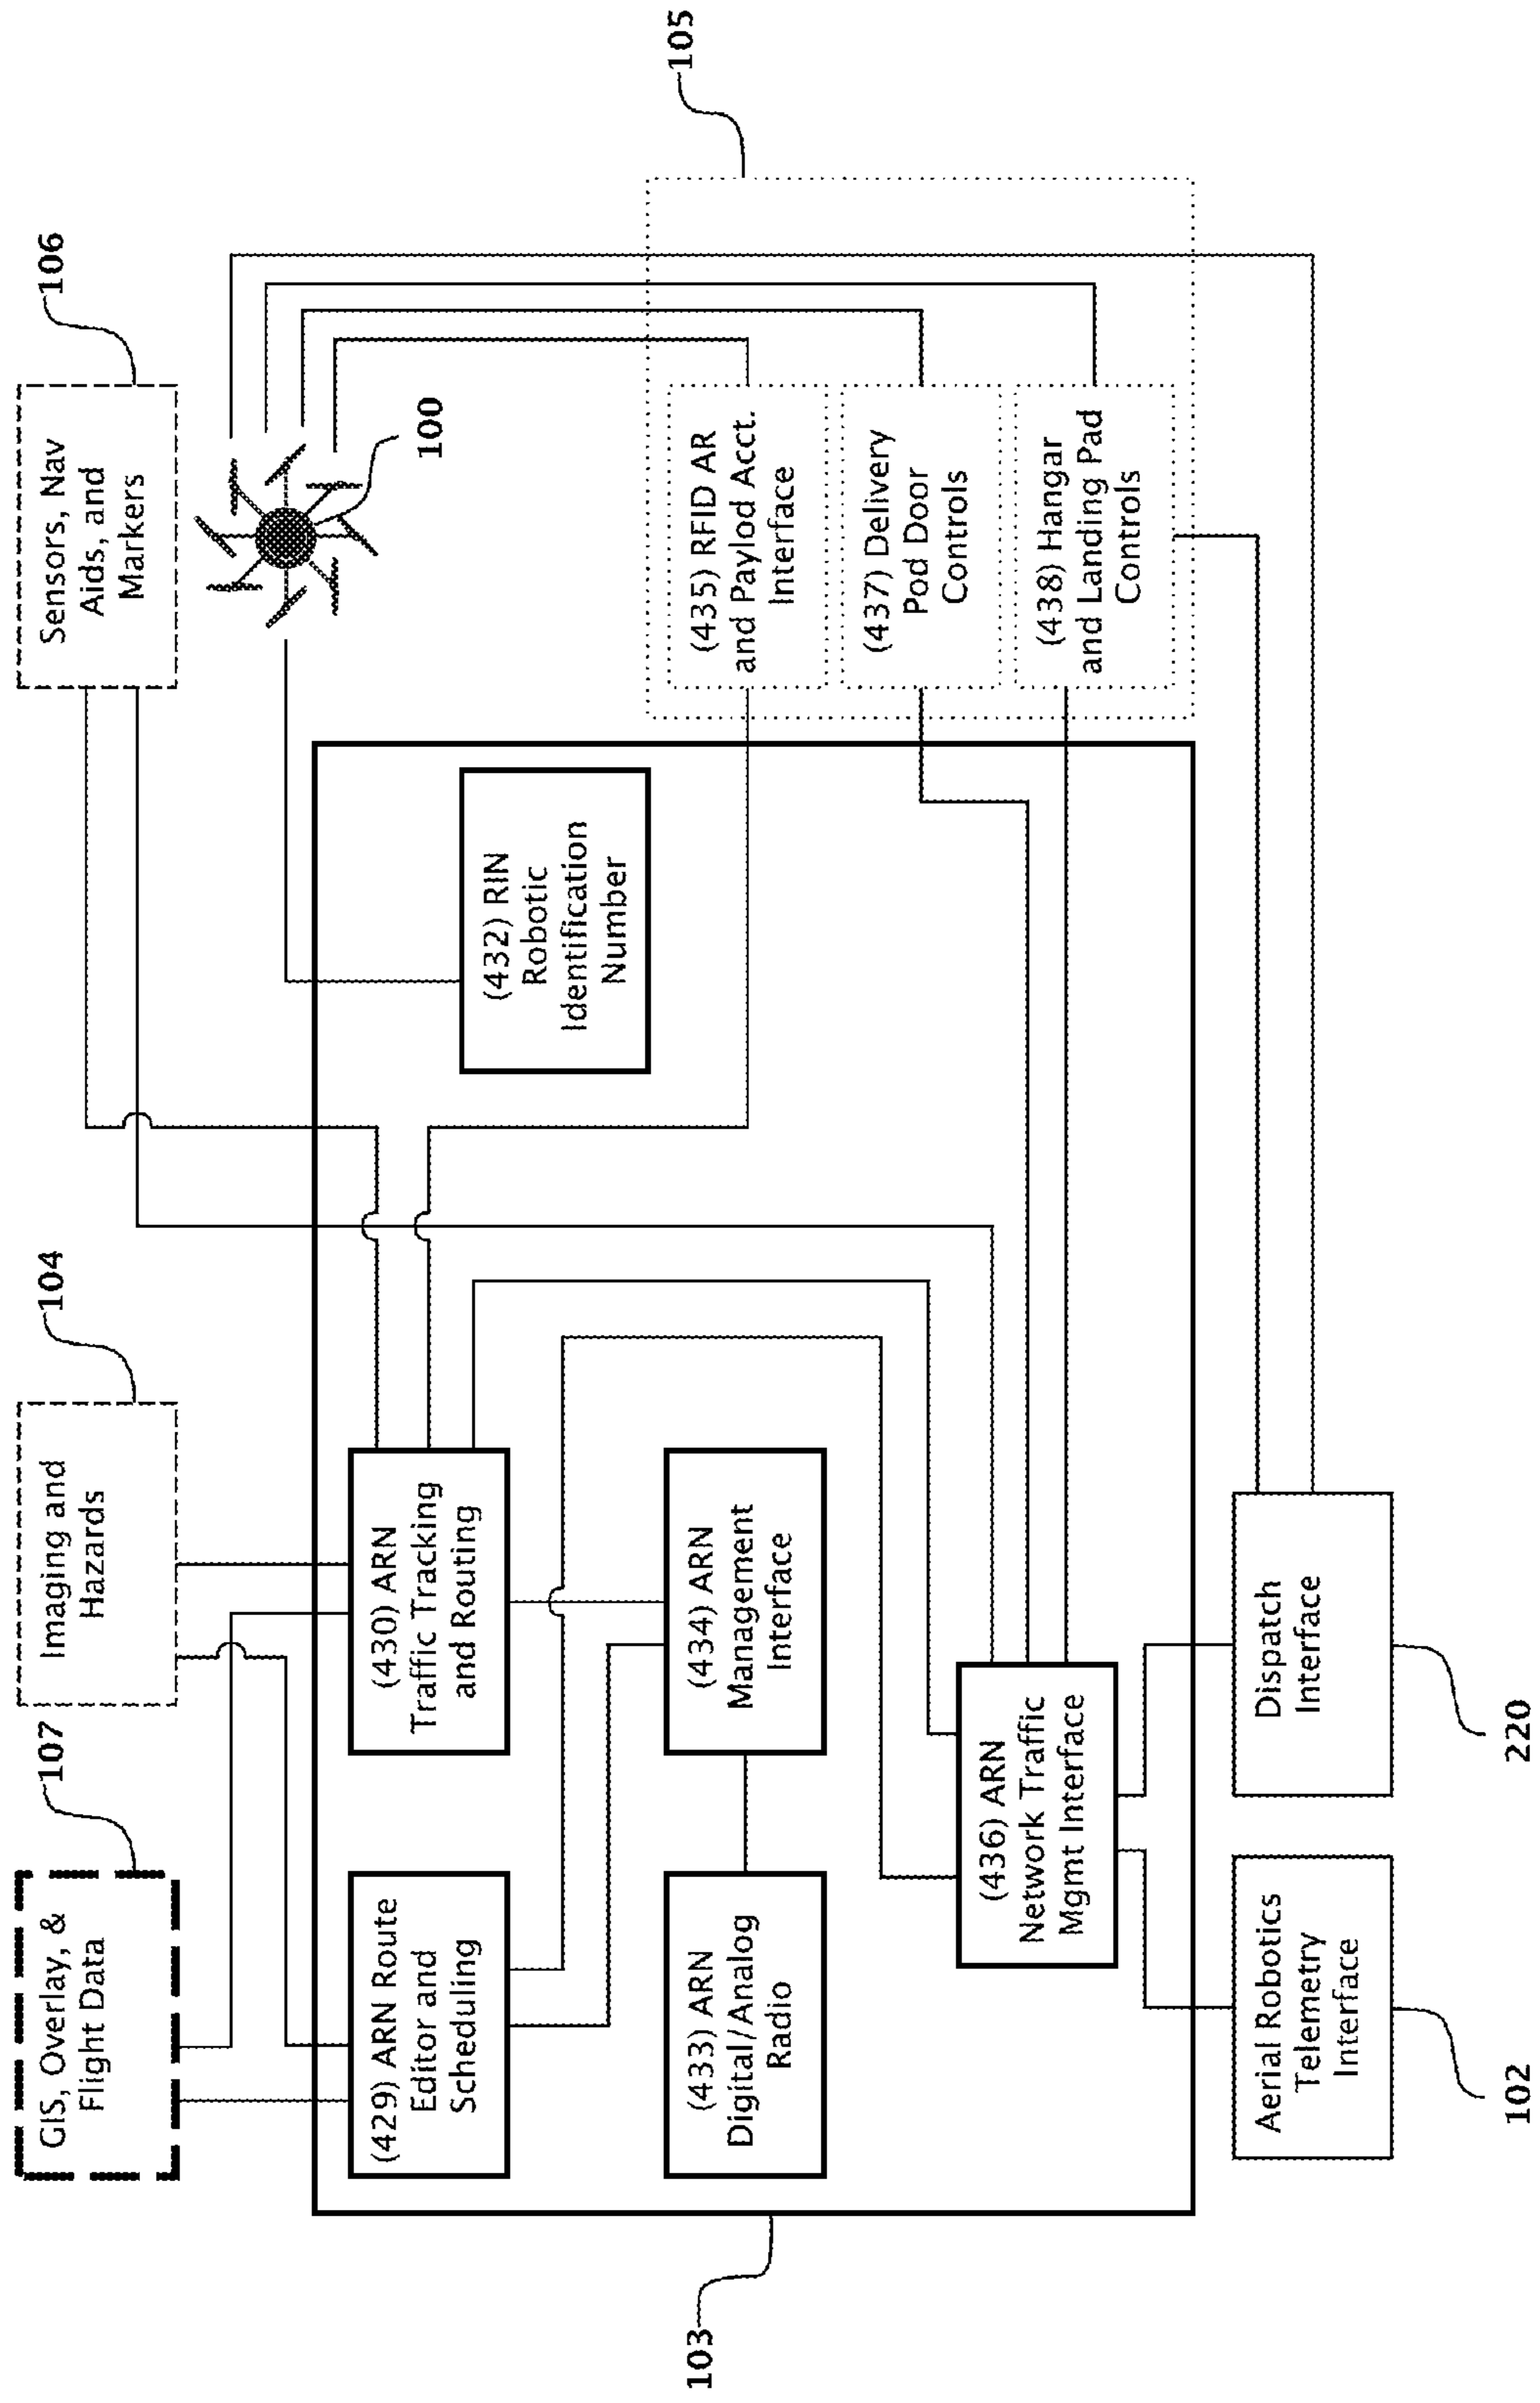 107
GIS, Overlay, &
Flight Data
104
Imaging and
Hazards
106
Sensors, Nav
Aids, and
Markers
100
105
103
(429) ARN Route
Editor and
Scheduling
(430) ARN
Traffic Tracking
and Routing
(432) RIN
Robotic
Identification
Number
(433) ARN
Digital/Analog
Radio
(434) ARN
Management
Interface
(435) RFID AR
and Paylod Acct.
Interface
(437) Delivery
Pod Door
Controls
(438) Hangar
and Landing Pad
Controls
(436) ARN
Network Traffic
Mgmt Interface
Aerial Robotics
Telemetry
Interface
102
Dispatch
Interface
220